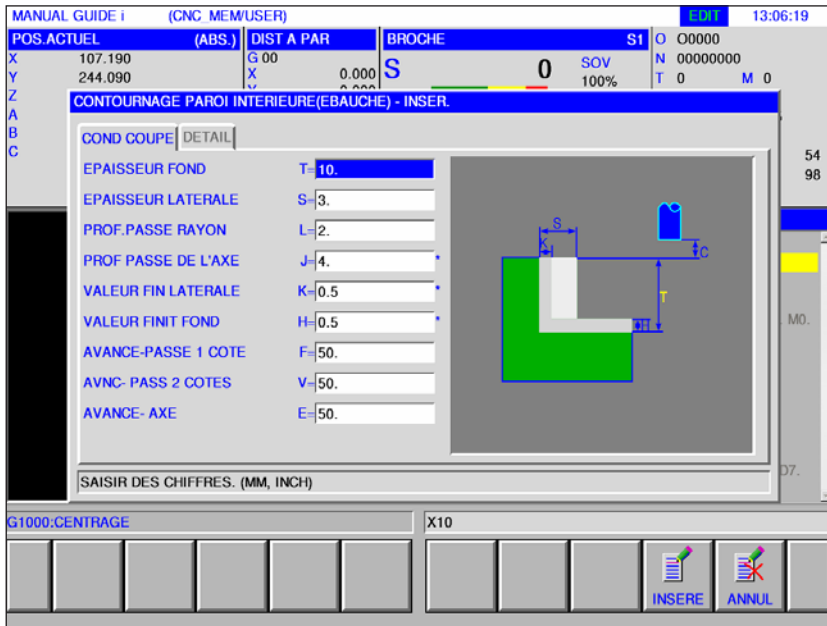 MANUAL GUIDE i (CNC_MEM/USER) EDIT 13:06:19
POS.ACTUEL (ABS.) DIST A PAR BROCHE S1 O O0000
X 107.190 G 00 S 0 SOV N 00000000
Y 244.090 X 0.000 100% T 0 M 0
Z
A
B
C
54
98
CONTOURNAGE PAROI INTERIEURE(EBAUCHE) - INSER.
COND COUPE DETAIL
EPAISSEUR FOND T=10.
EPAISSEUR LATERALE S=3.
PROF.PASSE RAYON L=2.
PROF PASSE DE L'AXE J=4. *
VALEUR FIN LATERALE K=0.5 *
VALEUR FINIT FOND H=0.5 *
AVANCE-PASSE 1 COTE F=50.
AVNC- PASS 2 COTES V=50.
AVANCE- AXE E=50.
S
K
C
T
H
M0.
D7.
SAISIR DES CHIFFRES. (MM, INCH)
G1000:CENTRAGE X10
INSERE ANNUL